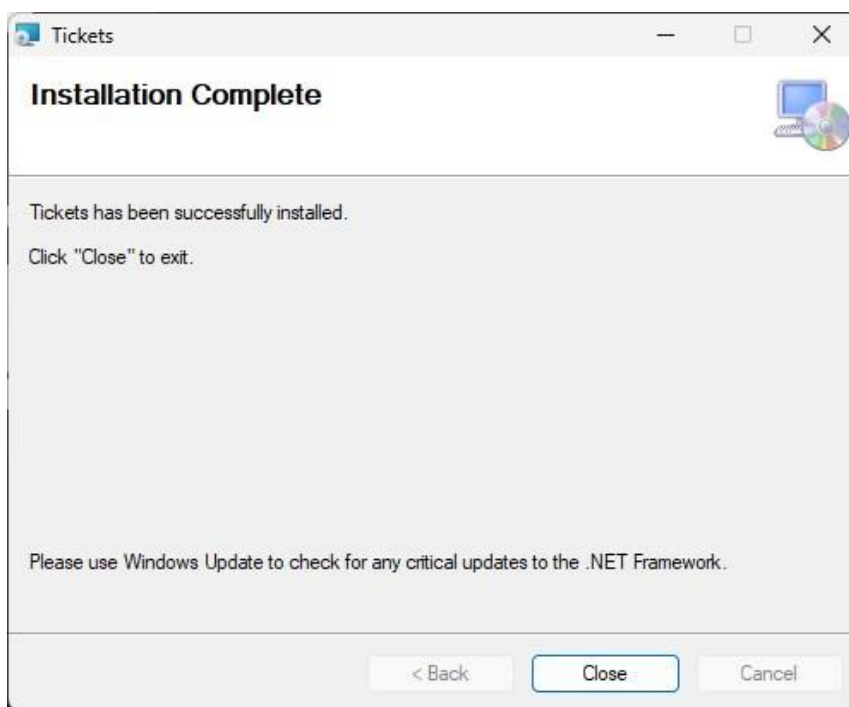 Tickets
Installation Complete
Tickets has been successfully installed.
Click "Close" to exit.
Please use Windows Update to check for any critical updates to the .NET Framework.
< Back
Close
Cancel